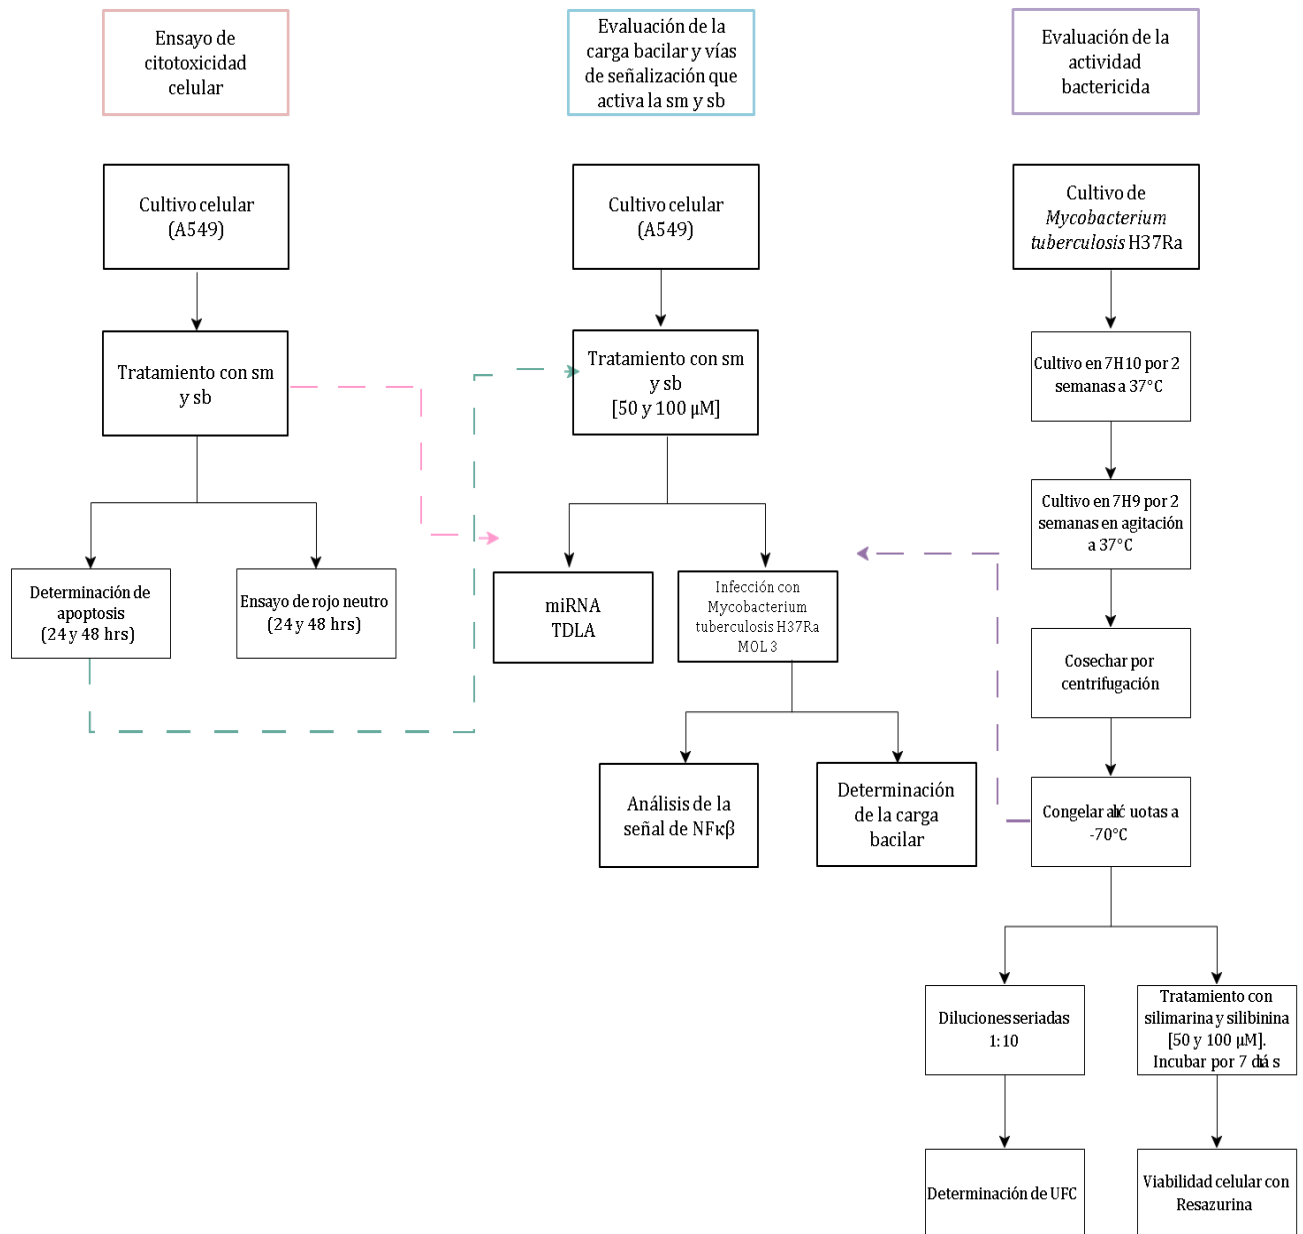 Ensayo de
citotoxicidad
celular
Evaluación de la
carga bacilar y vías
de señalización que
activa la sm y sb
Evaluación de la
actividad
bactericida
Cultivo celular
(A549)
Cultivo celular
(A549)
Cultivo de
Mycobacterium
tuberculosis H37Ra
Tratamiento con sm
y sb
Tratamiento con sm
y sb
[50 y 100 µM]
Cultivo en 7H10 por 2
semanas a 37°C
Cultivo en 7H9 por 2
semanas en agitación
a 37°C
Determinación de
apoptosis
(24 y 48 hrs)
Ensayo de rojo neutro
(24 y 48 hrs)
miRNA
TDLA
Infección con
Mycobacterium
tuberculosis H37Ra
MOL 3
Cosechar por
centrifugación
Análisis de la
señal de NFκβ
Determinación
de la carga
bacilar
Congelar alícuotas a
-70°C
Diluciones seriadas
1:10
Tratamiento con
silimarina y silibinina
[50 y 100 µM].
Incubar por 7 días
Determinación de UFC
Viabilidad celular con
Resazurina